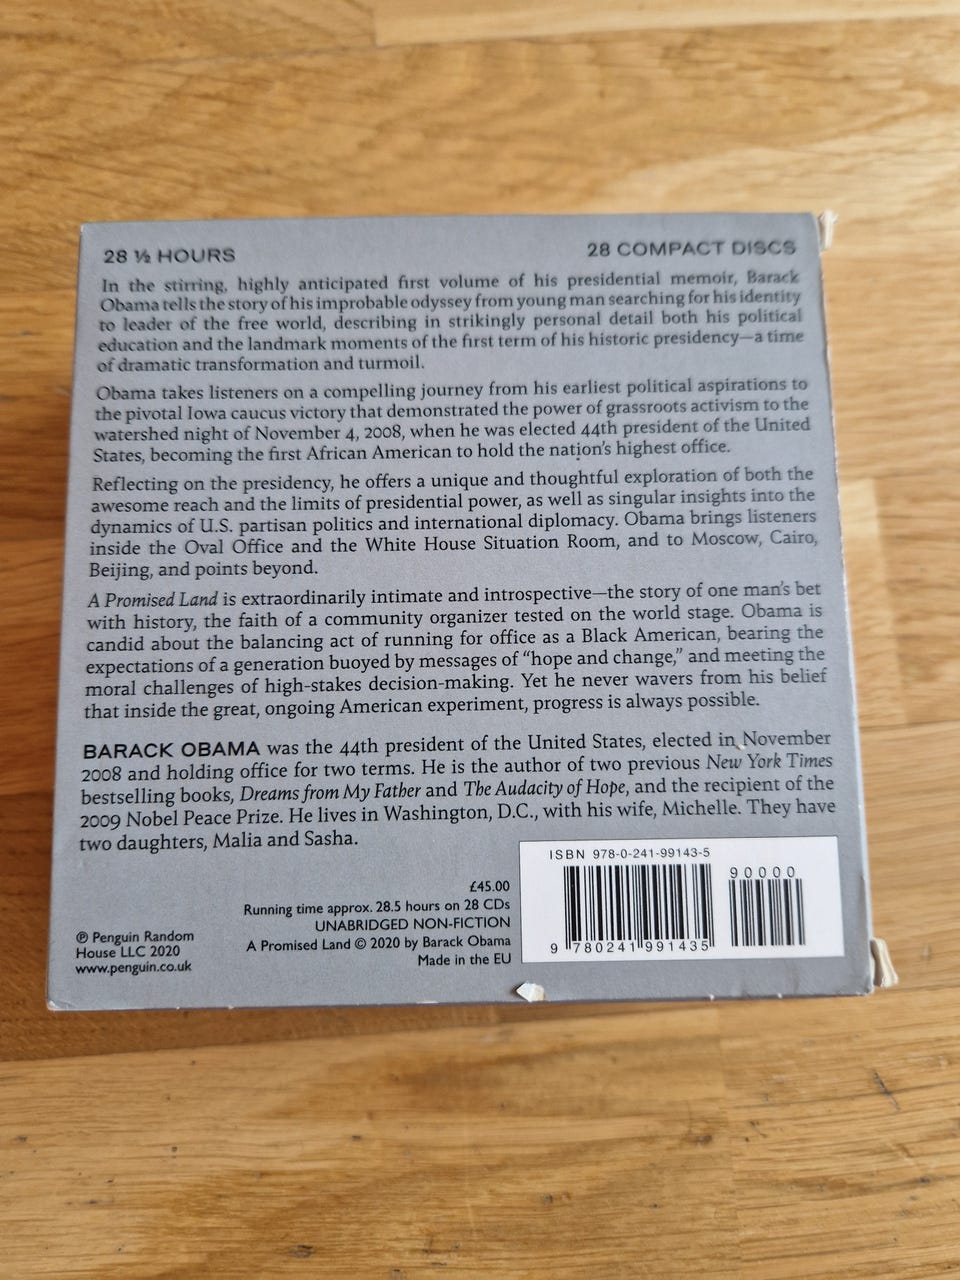 28 ½ HOURS
28 COMPACT DISCS
In the stirring, highly anticipated first volume of his presidential memoir, Barack
Obama tells the story of his improbable odyssey from young man searching for his identity
to leader of the free world, describing in strikingly personal detail both his political
education and the landmark moments of the first term of his historic presidency—a time
of dramatic transformation and turmoil.
Obama takes listeners on a compelling journey from his earliest political aspirations to
the pivotal Iowa caucus victory that demonstrated the power of grassroots activism to the
watershed night of November 4, 2008, when he was elected 44th president of the United
States, becoming the first African American to hold the nation's highest office.
Reflecting on the presidency, he offers a unique and thoughtful exploration of both the
awesome reach and the limits of presidential power, as well as singular insights into the
dynamics of U.S. partisan politics and international diplomacy. Obama brings listeners
inside the Oval Office and the White House Situation Room, and to Moscow, Cairo,
Beijing, and points beyond.
A Promised Land is extraordinarily intimate and introspective—the story of one man's bet
with history, the faith of a community organizer tested on the world stage. Obama is
candid about the balancing act of running for office as a Black American, bearing the
expectations of a generation buoyed by messages of "hope and change," and meeting the
moral challenges of high-stakes decision-making. Yet he never wavers from his belief
that inside the great, ongoing American experiment, progress is always possible.
BARACK OBAMA was the 44th president of the United States, elected in November
2008 and holding office for two terms. He is the author of two previous New York Times
bestselling books, Dreams from My Father and The Audacity of Hope, and the recipient of the
2009 Nobel Peace Prize. He lives in Washington, D.C., with his wife, Michelle. They have
two daughters, Malia and Sasha.
℗ Penguin Random
House LLC 2020
www.penguin.co.uk
£45.00
Running time approx. 28.5 hours on 28 CDs
UNABRIDGED NON-FICTION
A Promised Land © 2020 by Barack Obama
Made in the EU
ISBN 978-0-241-99143-5
90000
9 780241 991435